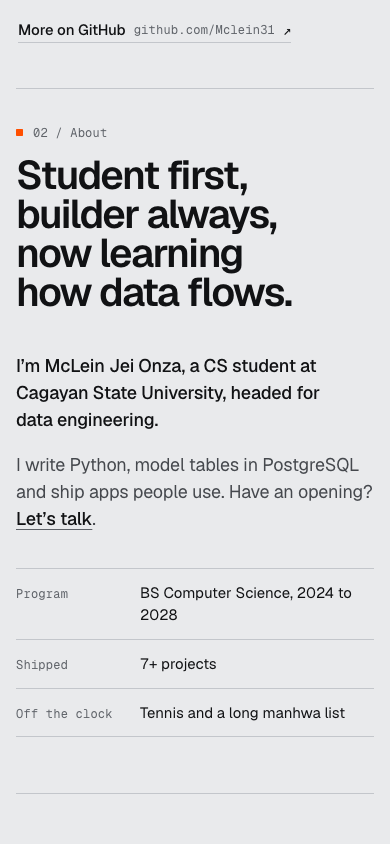 More on GitHub github.com/Mclein31 ↗
02 / About
Student first,
builder always,
now learning
how data flows.
I’m McLein Jei Onza, a CS student at
Cagayan State University, headed for
data engineering.
I write Python, model tables in PostgreSQL
and ship apps people use. Have an opening?
Let’s talk.
Program BS Computer Science, 2024 to
2028
Shipped 7+ projects
Off the clock Tennis and a long manhwa list